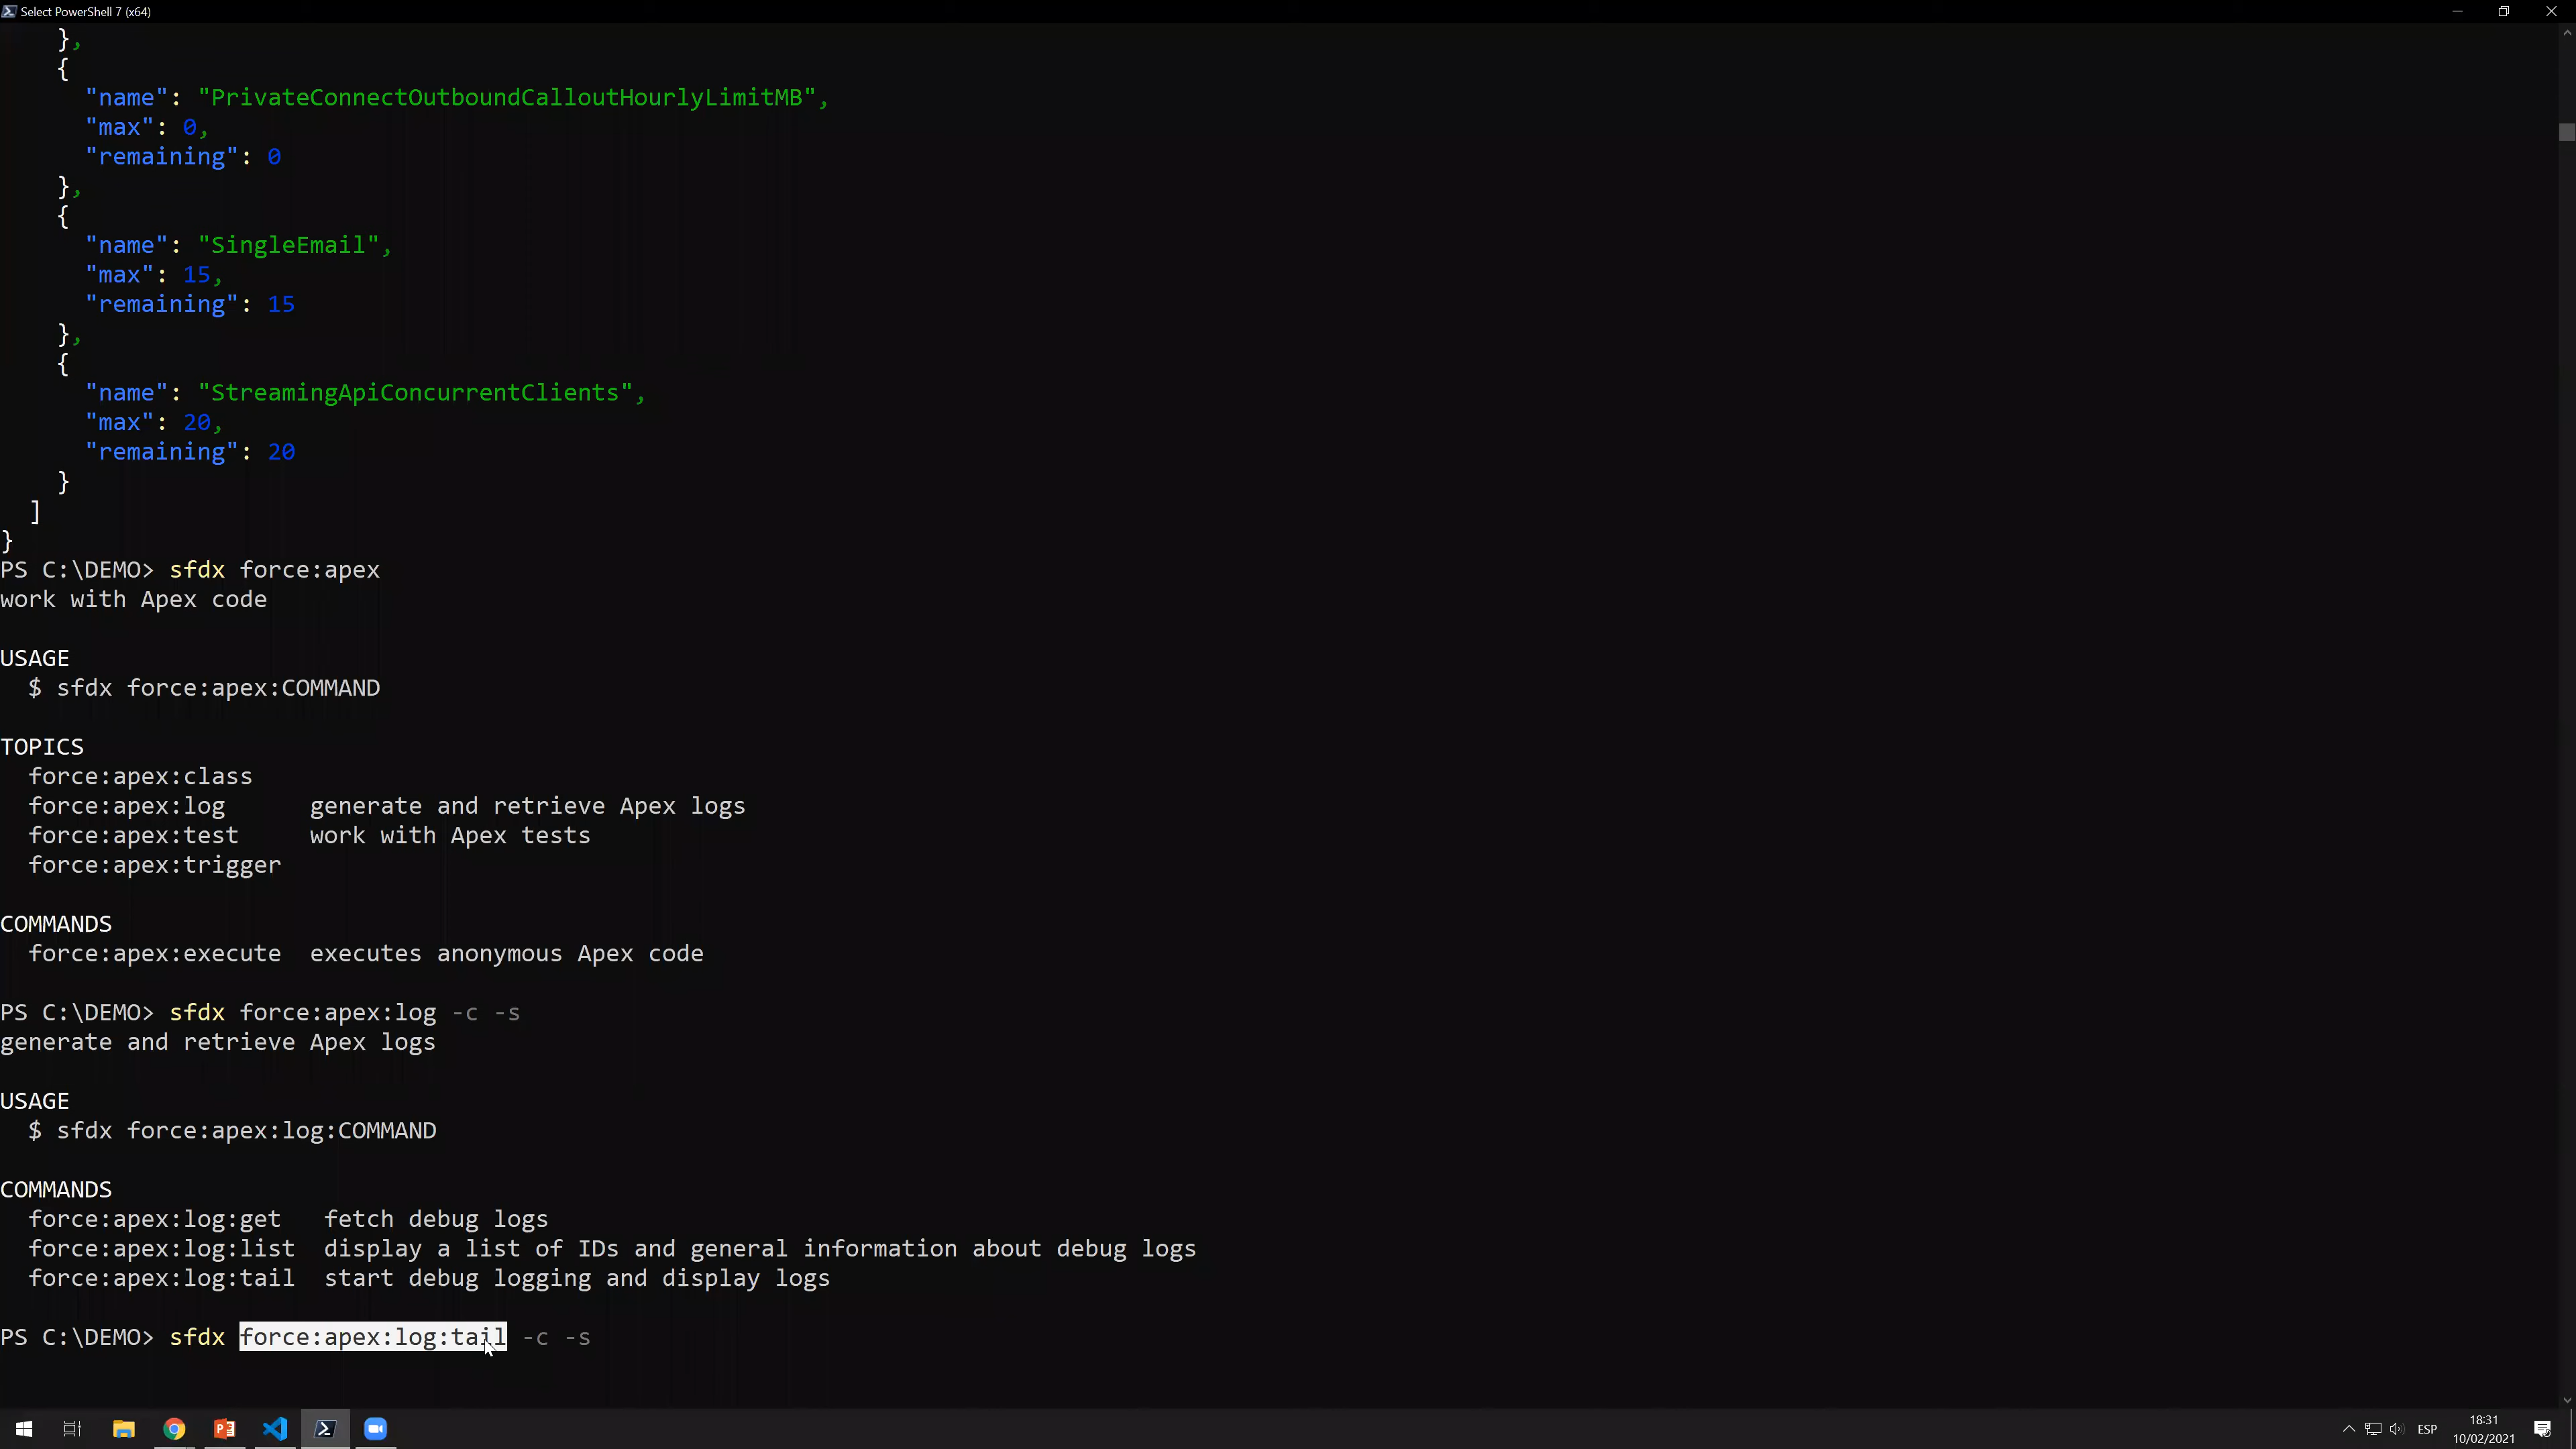 Select PowerShell 7 (x64)
},
{
"name": "PrivateConnectOutboundCalloutHourlyLimitMB",
"max": 0,
"remaining": 0
},
{
"name": "SingleEmail",
"max": 15,
"remaining": 15
},
{
"name": "StreamingApiConcurrentClients",
"max": 20,
"remaining": 20
}
]
}
PS C:\DEMO> sfdx force:apex
work with Apex code
USAGE
$ sfdx force:apex:COMMAND
TOPICS
force:apex:class
force:apex:log generate and retrieve Apex logs
force:apex:test work with Apex tests
force:apex:trigger
COMMANDS
force:apex:execute executes anonymous Apex code
PS C:\DEMO> sfdx force:apex:log -c -s
generate and retrieve Apex logs
USAGE
$ sfdx force:apex:log:COMMAND
COMMANDS
force:apex:log:get fetch debug logs
force:apex:log:list display a list of IDs and general information about debug logs
force:apex:log:tail start debug logging and display logs
PS C:\DEMO> sfdx force:apex:log:tail -c -s
ESP
18:31
10/02/2021